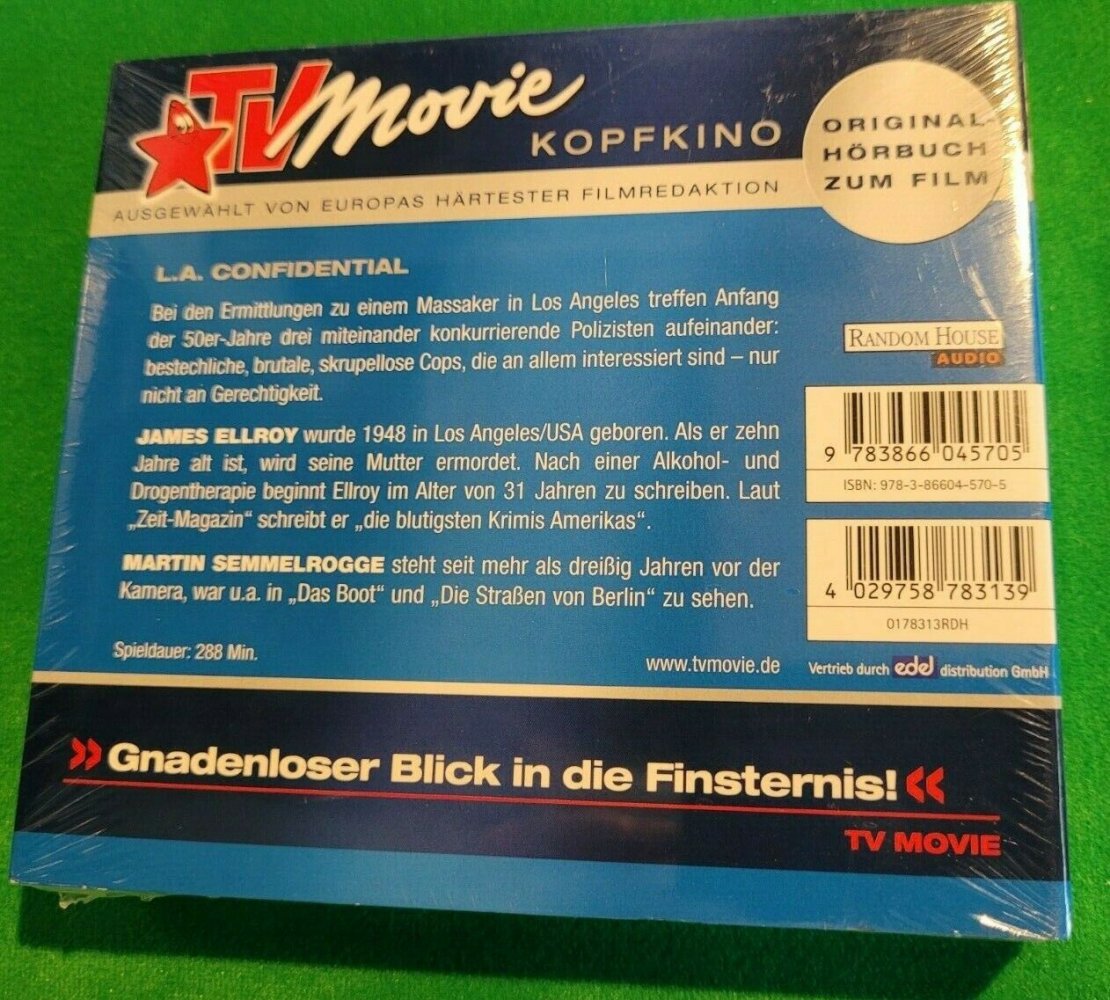 TV Movie
KOPFKINO
ORIGINAL-
HÖRBUCH
ZUM FILM
AUSGEWÄHLT VON EUROPAS HÄRTESTER FILMREDAKTION
L.A. CONFIDENTIAL
Bei den Ermittlungen zu einem Massaker in Los Angeles treffen Anfang
der 50er-Jahre drei miteinander konkurrierende Polizisten aufeinander:
bestechliche, brutale, skrupellose Cops, die an allem interessiert sind – nur
nicht an Gerechtigkeit.
JAMES ELLROY wurde 1948 in Los Angeles/USA geboren. Als er zehn
Jahre alt ist, wird seine Mutter ermordet. Nach einer Alkohol- und
Drogentherapie beginnt Ellroy im Alter von 31 Jahren zu schreiben. Laut
„Zeit-Magazin“ schreibt er „die blutigsten Krimis Amerikas“.
MARTIN SEMMELROGGE steht seit mehr als dreißig Jahren vor der
Kamera, war u.a. in „Das Boot“ und „Die Straßen von Berlin“ zu sehen.
Spieldauer: 288 Min.
www.tvmovie.de
RANDOM HOUSE
AUDIO
9 783866 045705
ISBN: 978-3-86604-570-5
4 029758 783139
0178313RDH
Vertrieb durch edel distribution GmbH
»Gnadenloser Blick in die Finsternis!«
TV MOVIE